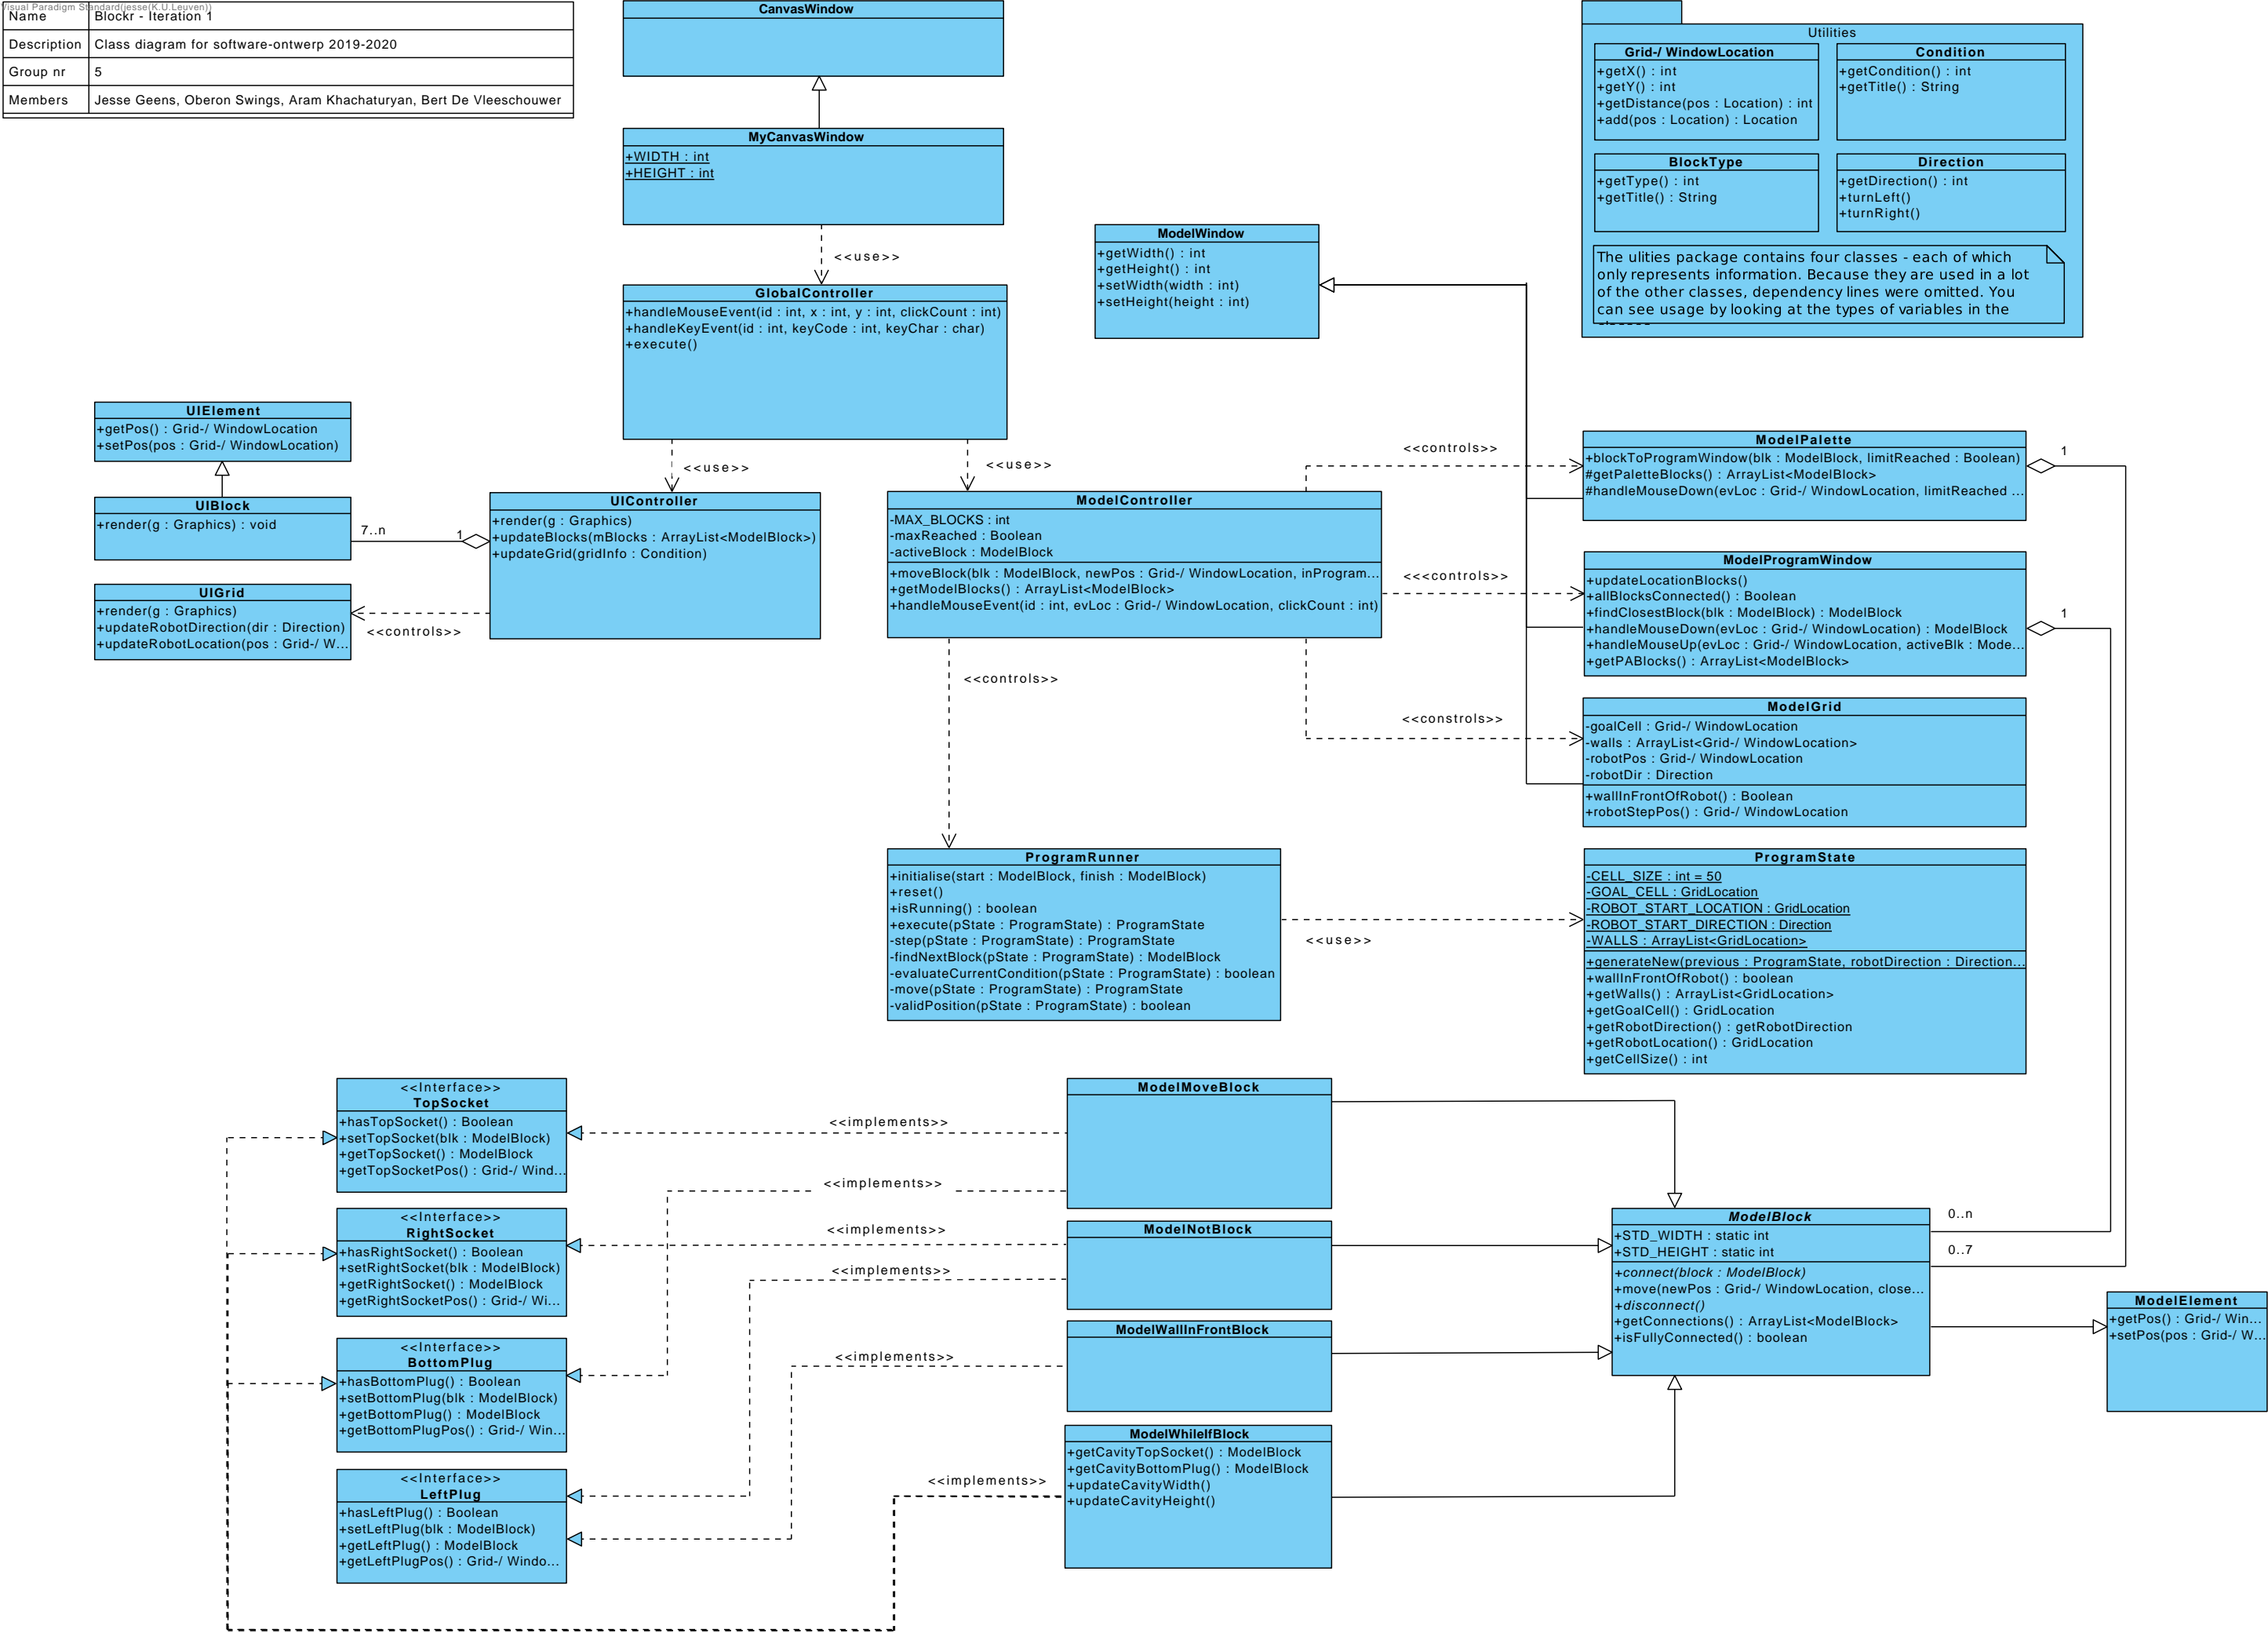 Visual Paradigm Standard(jesse(K.U.Leuven))
Name Blockr - Iteration 1
Description Class diagram for software-ontwerp 2019-2020
Group nr 5
Members Jesse Geens, Oberon Swings, Aram Khachaturyan, Bert De Vleeschouwer
CanvasWindow
MyCanvasWindow
+WIDTH : int
+HEIGHT : int
<<use>>
GlobalController
+handleMouseEvent(id : int, x : int, y : int, clickCount : int)
+handleKeyEvent(id : int, keyCode : int, keyChar : char)
+execute()
<<use>>
<<use>>
ModelWindow
+getWidth() : int
+getHeight() : int
+setWidth(width : int)
+setHeight(height : int)
Utilities
Grid-/ WindowLocation
+getX() : int
+getY() : int
+getDistance(pos : Location) : int
+add(pos : Location) : Location
Condition
+getCondition() : int
+getTitle() : String
BlockType
+getType() : int
+getTitle() : String
Direction
+getDirection() : int
+turnLeft()
+turnRight()
The ulities package contains four classes - each of which
only represents information. Because they are used in a lot
of the other classes, dependency lines were omitted. You
can see usage by looking at the types of variables in the
UIElement
+getPos() : Grid-/ WindowLocation
+setPos(pos : Grid-/ WindowLocation)
UIBlock
+render(g : Graphics) : void
7..n
1
UIGrid
+render(g : Graphics)
+updateRobotDirection(dir : Direction)
+updateRobotLocation(pos : Grid-/ W...
<<controls>>
UIController
+render(g : Graphics)
+updateBlocks(mBlocks : ArrayList<ModelBlock>)
+updateGrid(gridInfo : Condition)
ModelController
-MAX_BLOCKS : int
-maxReached : Boolean
-activeBlock : ModelBlock
+moveBlock(blk : ModelBlock, newPos : Grid-/ WindowLocation, inProgram...
+getModelBlocks() : ArrayList<ModelBlock>
+handleMouseEvent(id : int, evLoc : Grid-/ WindowLocation, clickCount : int)
<<controls>>
<<<controls>>
<<controls>>
<<constrols>>
ModelPalette
+blockToProgramWindow(blk : ModelBlock, limitReached : Boolean)
#getPaletteBlocks() : ArrayList<ModelBlock>
#handleMouseDown(evLoc : Grid-/ WindowLocation, limitReached ...
1
ModelProgramWindow
+updateLocationBlocks()
+allBlocksConnected() : Boolean
+findClosestBlock(blk : ModelBlock) : ModelBlock
+handleMouseDown(evLoc : Grid-/ WindowLocation) : ModelBlock
+handleMouseUp(evLoc : Grid-/ WindowLocation, activeBlk : Mode...
+getPABlocks() : ArrayList<ModelBlock>
1
ModelGrid
-goalCell : Grid-/ WindowLocation
-walls : ArrayList<Grid-/ WindowLocation>
-robotPos : Grid-/ WindowLocation
-robotDir : Direction
+wallInFrontOfRobot() : Boolean
+robotStepPos() : Grid-/ WindowLocation
ProgramRunner
+initialise(start : ModelBlock, finish : ModelBlock)
+reset()
+isRunning() : boolean
+execute(pState : ProgramState) : ProgramState
-step(pState : ProgramState) : ProgramState
-findNextBlock(pState : ProgramState) : ModelBlock
-evaluateCurrentCondition(pState : ProgramState) : boolean
-move(pState : ProgramState) : ProgramState
-validPosition(pState : ProgramState) : boolean
<<use>>
ProgramState
-CELL_SIZE : int = 50
-GOAL_CELL : GridLocation
-ROBOT_START_LOCATION : GridLocation
-ROBOT_START_DIRECTION : Direction
-WALLS : ArrayList<GridLocation>
+generateNew(previous : ProgramState, robotDirection : Direction...
+wallInFrontOfRobot() : boolean
+getWalls() : ArrayList<GridLocation>
+getGoalCell() : GridLocation
+getRobotDirection() : getRobotDirection
+getRobotLocation() : GridLocation
+getCellSize() : int
<<Interface>>
TopSocket
+hasTopSocket() : Boolean
+setTopSocket(blk : ModelBlock)
+getTopSocket() : ModelBlock
+getTopSocketPos() : Grid-/ Wind...
<<Interface>>
RightSocket
+hasRightSocket() : Boolean
+setRightSocket(blk : ModelBlock)
+getRightSocket() : ModelBlock
+getRightSocketPos() : Grid-/ Wi...
<<Interface>>
BottomPlug
+hasBottomPlug() : Boolean
+setBottomPlug(blk : ModelBlock)
+getBottomPlug() : ModelBlock
+getBottomPlugPos() : Grid-/ Win...
<<Interface>>
LeftPlug
+hasLeftPlug() : Boolean
+setLeftPlug(blk : ModelBlock)
+getLeftPlug() : ModelBlock
+getLeftPlugPos() : Grid-/ Windo...
<<implements>>
<<implements>>
<<implements>>
<<implements>>
<<implements>>
<<implements>>
ModelMoveBlock
ModelNotBlock
ModelWallInFrontBlock
ModelWhileIfBlock
+getCavityTopSocket() : ModelBlock
+getCavityBottomPlug() : ModelBlock
+updateCavityWidth()
+updateCavityHeight()
ModelBlock
+STD_WIDTH : static int
+STD_HEIGHT : static int
+connect(block : ModelBlock)
+move(newPos : Grid-/ WindowLocation, close...
+disconnect()
+getConnections() : ArrayList<ModelBlock>
+isFullyConnected() : boolean
0..n
0..7
ModelElement
+getPos() : Grid-/ Win...
+setPos(pos : Grid-/ W...